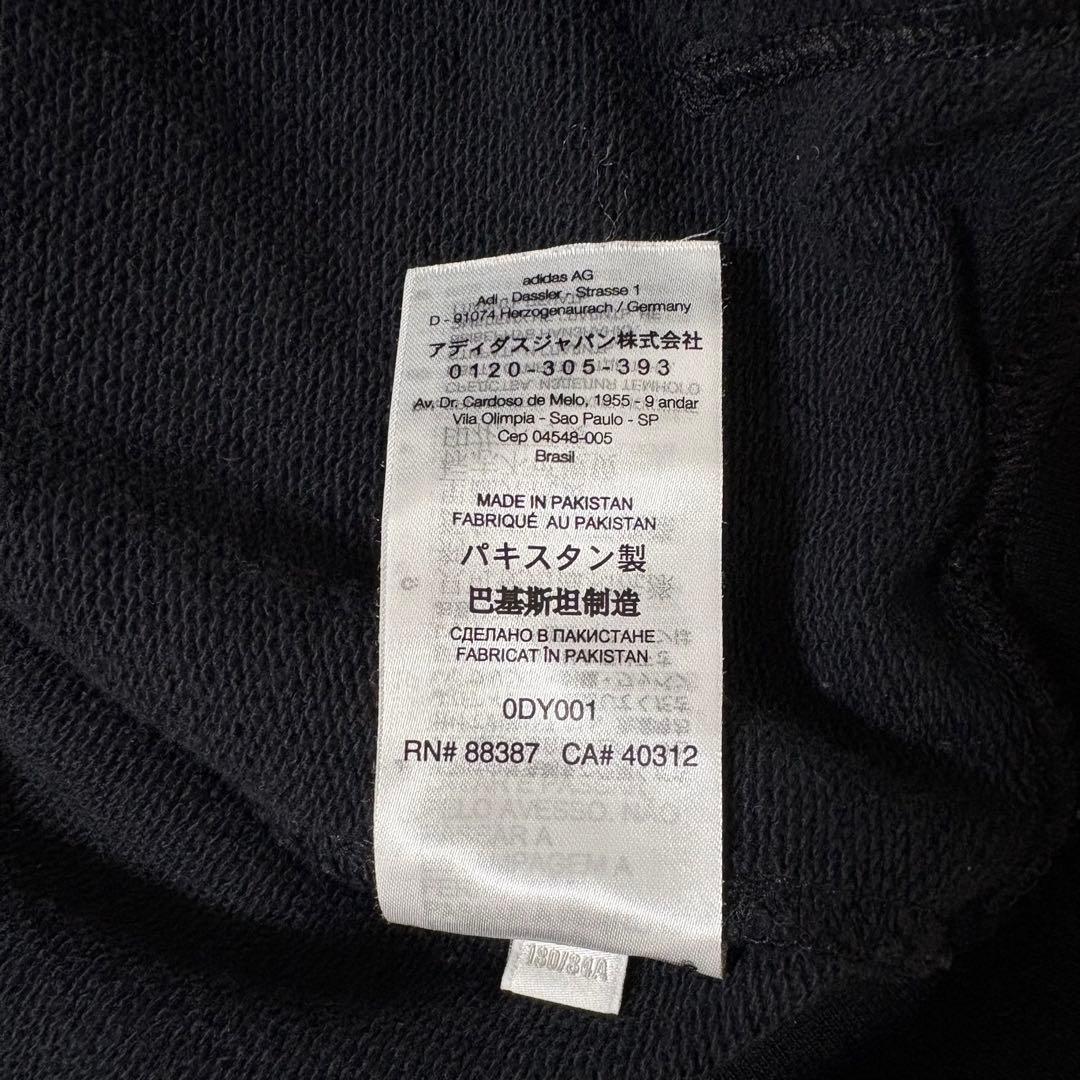 adidas AG
Adi - Dassler - Strasse 1
D - 91074 Herzogenaurach / Germany
アディダスジャパン株式会社
0120-305-393
Av. Dr. Cardoso de Melo, 1955 - 9 andar
Vila Olimpia - Sao Paulo - SP
Cep 04548-005
Brasil
MADE IN PAKISTAN
FABRIQUÉ AU PAKISTAN
パキスタン製
巴基斯坦制造
СДЕЛАНО В ПАКИСТАНЕ
FABRICAT ÎN PAKISTAN
0DY001
RN# 88387 CA# 40312